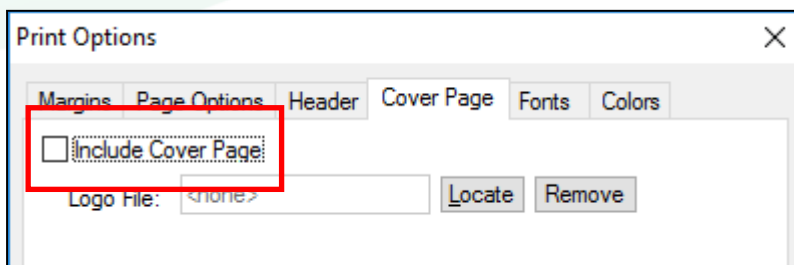 Print Options
Margins Page Options Header Cover Page Fonts Colors
Include Cover Page
Logo File: <none> Locate Remove